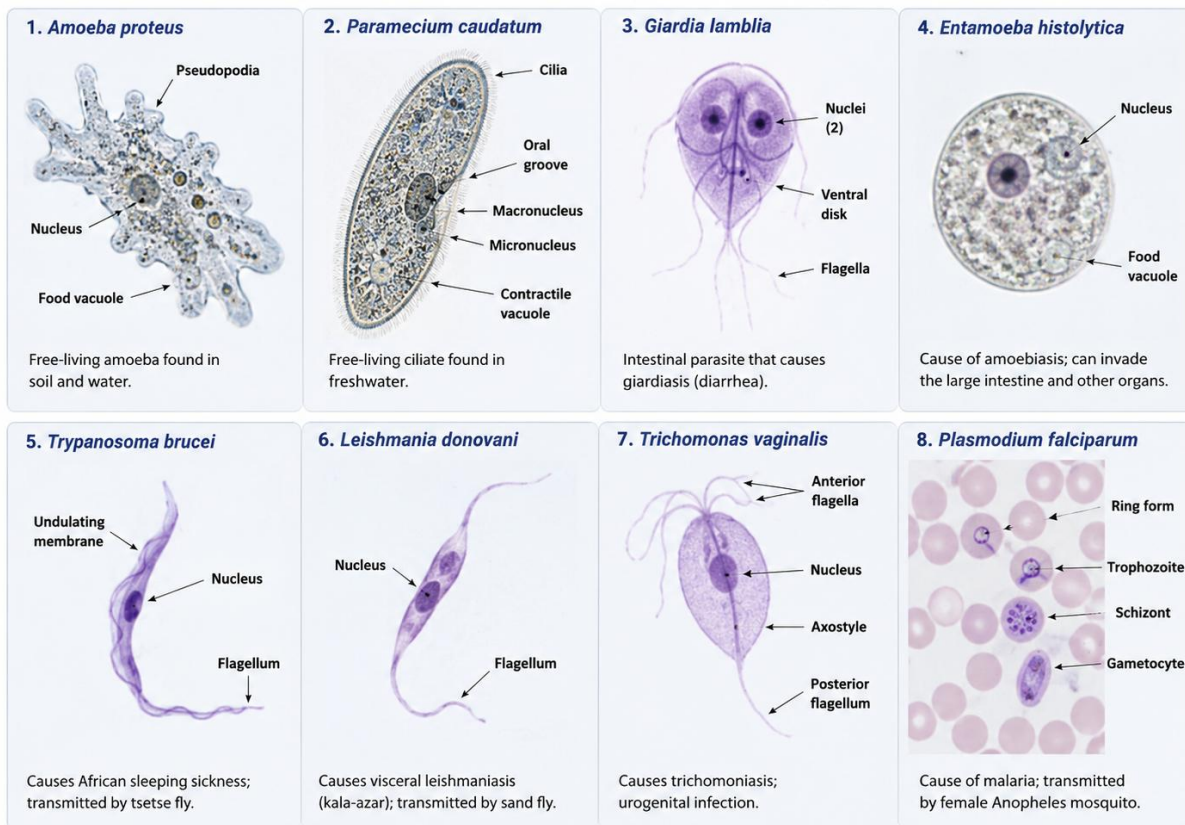 1. Amoeba proteus
Pseudopodia
Nucleus
Food vacuole
Free-living amoeba found in
soil and water.
2. Paramecium caudatum
Cilia
Oral
groove
Macronucleus
Micronucleus
Contractile
vacuole
Free-living ciliate found in
freshwater.
3. Giardia lamblia
Nuclei
(2)
Ventral
disk
Flagella
Intestinal parasite that causes
giardiasis (diarrhea).
4. Entamoeba histolytica
Nucleus
Food
vacuole
Cause of amoebiasis; can invade
the large intestine and other organs.
5. Trypanosoma brucei
Undulating
membrane
Nucleus
Flagellum
Causes African sleeping sickness;
transmitted by tsetse fly.
6. Leishmania donovani
Nucleus
Flagellum
Causes visceral leishmaniasis
(kala-azar); transmitted by sand fly.
7. Trichomonas vaginalis
Anterior
flagella
Nucleus
Axostyle
Posterior
flagellum
Causes trichomoniasis;
urogenital infection.
8. Plasmodium falciparum
Ring form
Trophozoite
Schizont
Gametocyte
Cause of malaria; transmitted
by female Anopheles mosquito.